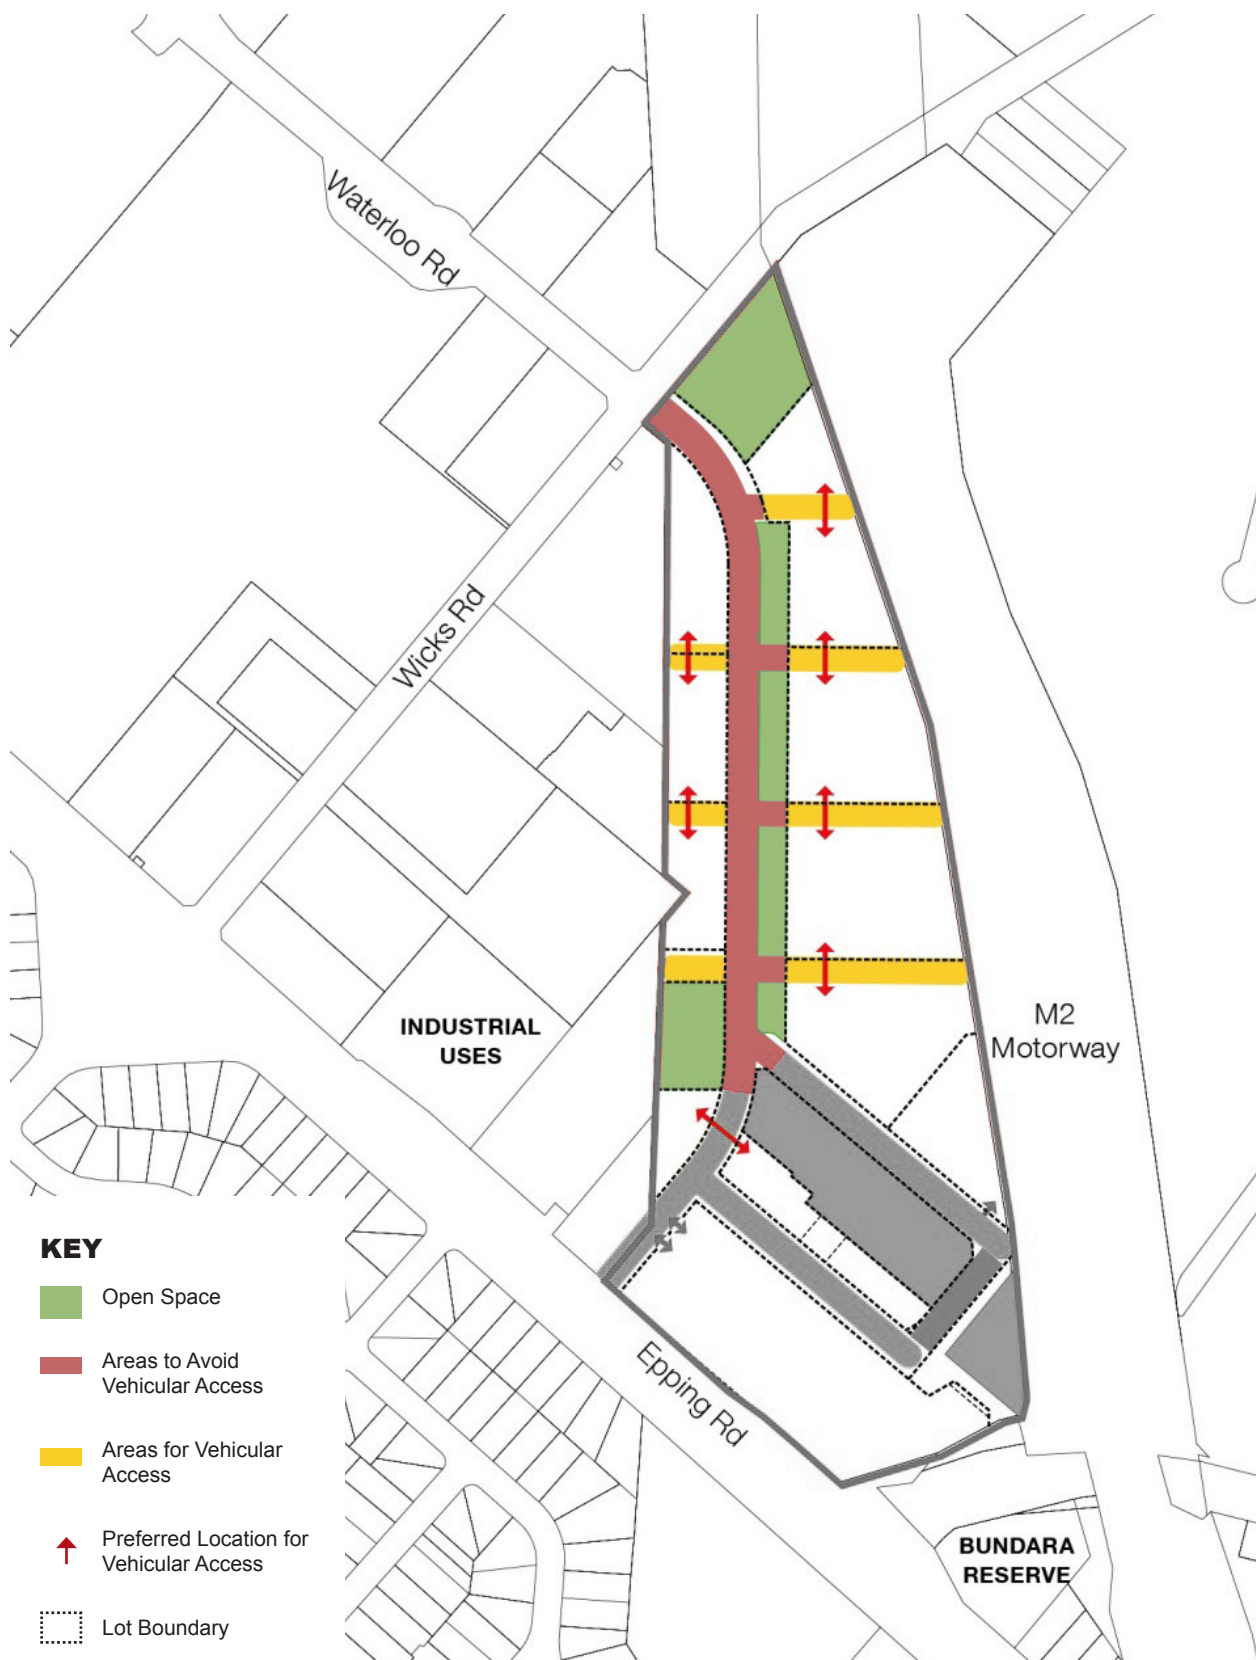 Waterloo Rd
Wicks Rd
INDUSTRIAL
USES
M2
Motorway
Epping Rd
BUNDARA
RESERVE
KEY
Open Space
Areas to Avoid
Vehicular Access
Areas for Vehicular
Access
Preferred Location for
Vehicular Access
Lot Boundary